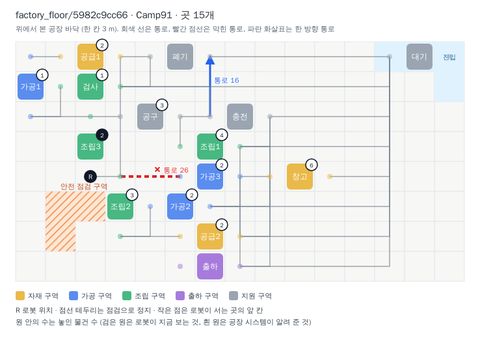 factory_floor/5982c9cc66 · Camp91 · 곳 15개
위에서 본 공장 바닥 (한 칸 3 m). 회색 선은 통로, 빨간 점선은 막힌 통로, 파란 화살표는 한 방향 통로
공급1 2
폐기
대기
진입
가공1 1
검사 1
통로 16
공구 3
충전
조립3 2
조립1 4
R
✖ 통로 26
가공3 2
창고 6
안전 점검 구역
조립2 3
가공2 2
공급2 2
출하
자재 구역
가공 구역
조립 구역
출하 구역
지원 구역
R 로봇 위치 · 점선 테두리는 점검으로 정지 · 작은 점은 로봇이 서는 곳의 앞 칸
원 안의 수는 놓인 물건 수 (검은 원은 로봇이 지금 보는 것, 흰 원은 공장 시스템이 알려 준 것)